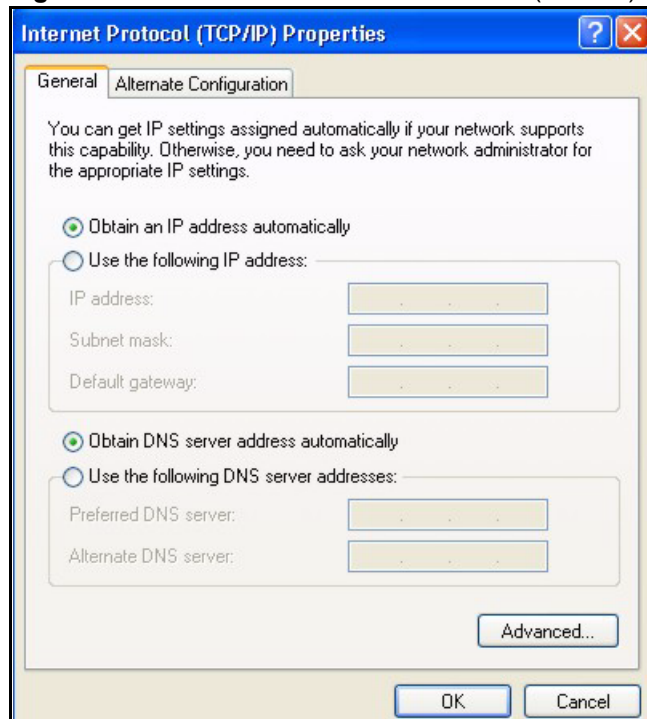 Internet Protocol (TCP/IP) Properties
General
Alternate Configuration
You can get IP settings assigned automatically if your network supports
this capability. Otherwise, you need to ask your network administrator for
the appropriate IP settings.
Obtain an IP address automatically
Use the following IP address:
IP address:
Subnet mask:
Default gateway:
Obtain DNS server address automatically
Use the following DNS server addresses:
Preferred DNS server:
Alternate DNS server:
Advanced...
OK
Cancel